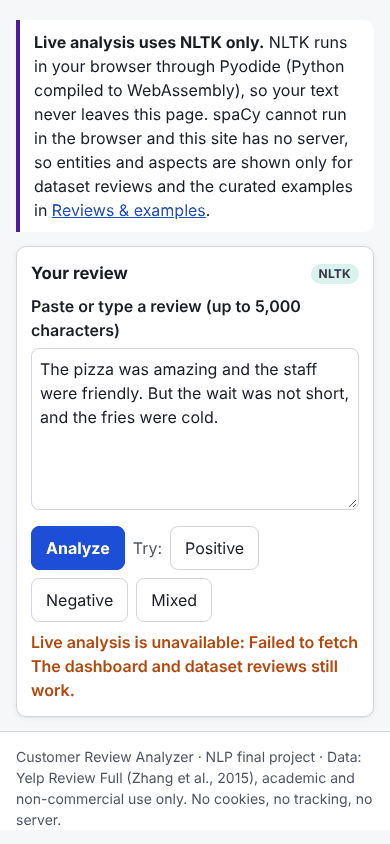 Live analysis uses NLTK only. NLTK runs
in your browser through Pyodide (Python
compiled to WebAssembly), so your text
never leaves this page. spaCy cannot run
in the browser and this site has no server,
so entities and aspects are shown only for
dataset reviews and the curated examples
in Reviews & examples.
Your review
NLTK
Paste or type a review (up to 5,000
characters)
The pizza was amazing and the staff
were friendly. But the wait was not short,
and the fries were cold.
Analyze Try: Positive
Negative Mixed
Live analysis is unavailable: Failed to fetch
The dashboard and dataset reviews still
work.
Customer Review Analyzer · NLP final project · Data:
Yelp Review Full (Zhang et al., 2015), academic and
non-commercial use only. No cookies, no tracking, no
server.